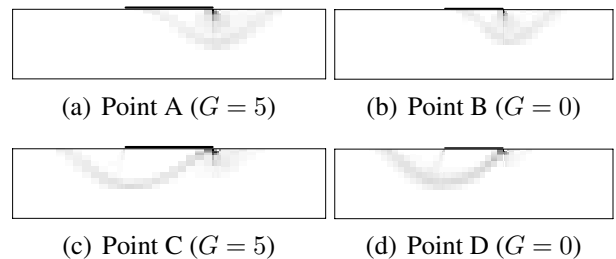 (a) Point A (G = 5)
(b) Point B (G = 0)
(c) Point C (G = 5)
(d) Point D (G = 0)